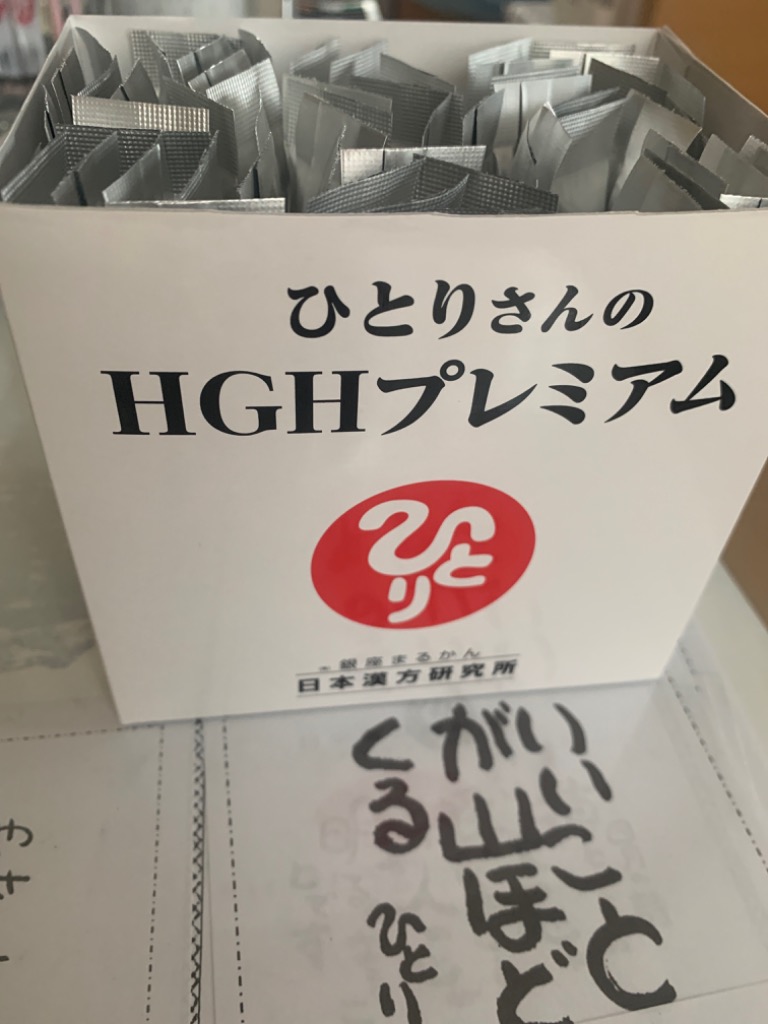 ひとりさんの
HGHプレミアム
ひとり
銀座まるかん
日本漢方研究所
いいこと
が山ほど
くる
ひとり